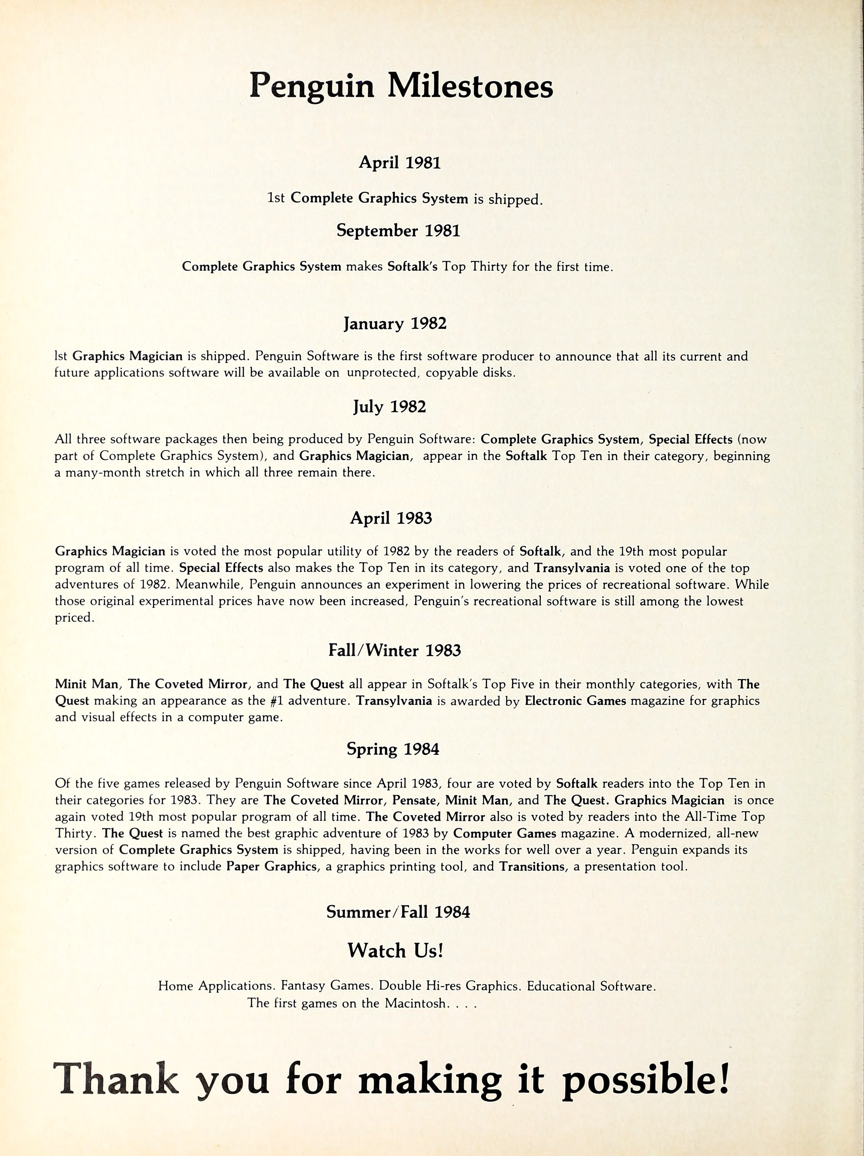 Penguin Milestones
April 1981
1st Complete Graphics System is shipped.
September 1981
Complete Graphics System makes Softalk's Top Thirty for the first time.
January 1982
1st Graphics Magician is shipped. Penguin Software is the first software producer to announce that all its current and
future applications software will be available on unprotected, copyable disks.
July 1982
All three software packages then being produced by Penguin Software: Complete Graphics System, Special Effects (now
part of Complete Graphics System), and Graphics Magician, appear in the Softalk Top Ten in their category, beginning
a many-month stretch in which all three remain there.
April 1983
Graphics Magician is voted the most popular utility of 1982 by the readers of Softalk, and the 19th most popular
program of all time. Special Effects also makes the Top Ten in its category, and Transylvania is voted one of the top
adventures of 1982. Meanwhile, Penguin announces an experiment in lowering the prices of recreational software. While
those original experimental prices have now been increased, Penguin's recreational software is still among the lowest
priced.
Fall/Winter 1983
Minit Man, The Coveted Mirror, and The Quest all appear in Softalk's Top Five in their monthly categories, with The
Quest making an appearance as the #1 adventure. Transylvania is awarded by Electronic Games magazine for graphics
and visual effects in a computer game.
Spring 1984
Of the five games released by Penguin Software since April 1983, four are voted by Softalk readers into the Top Ten in
their categories for 1983. They are The Coveted Mirror, Pensate, Minit Man, and The Quest. Graphics Magician is once
again voted 19th most popular program of all time. The Coveted Mirror also is voted by readers into the All-Time Top
Thirty. The Quest is named the best graphic adventure of 1983 by Computer Games magazine. A modernized, all-new
version of Complete Graphics System is shipped, having been in the works for well over a year. Penguin expands its
graphics software to include Paper Graphics, a graphics printing tool, and Transitions, a presentation tool.
Summer/Fall 1984
Watch Us!
Home Applications. Fantasy Games. Double Hi-res Graphics. Educational Software.
The first games on the Macintosh. . . .
Thank you for making it possible!